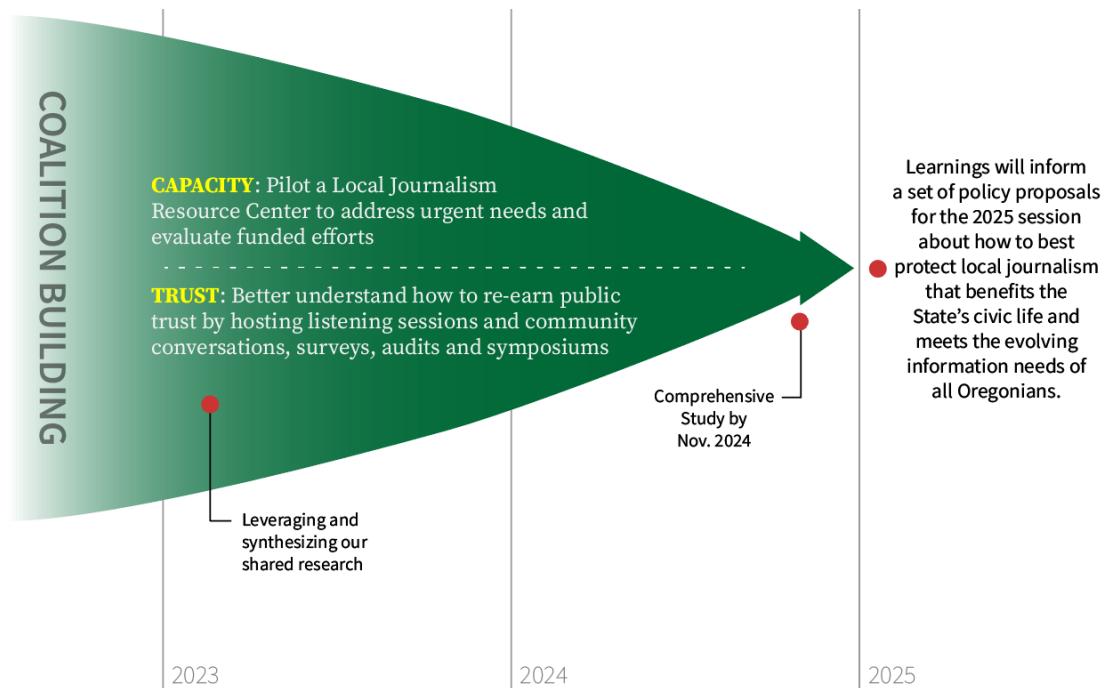 COALITION BUILDING
CAPACITY: Pilot a Local Journalism
Resource Center to address urgent needs and
evaluate funded efforts
TRUST: Better understand how to re-earn public
trust by hosting listening sessions and community
conversations, surveys, audits and symposiums
Leveraging and
synthesizing our
shared research
Comprehensive
Study by
Nov. 2024
Learnings will inform
a set of policy proposals
for the 2025 session
about how to best
protect local journalism
that benefits the
State’s civic life and
meets the evolving
information needs of
all Oregonians.
2023
2024
2025